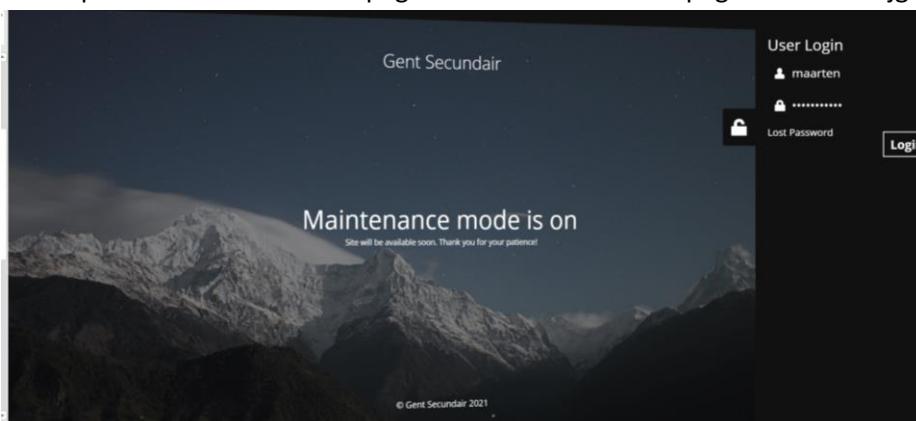 Gent Secundair
User Login
maarten
•••••••••••
Lost Password
Logi
Maintenance mode is on
Site will be available soon. Thank you for your patience!
© Gent Secundair 2021